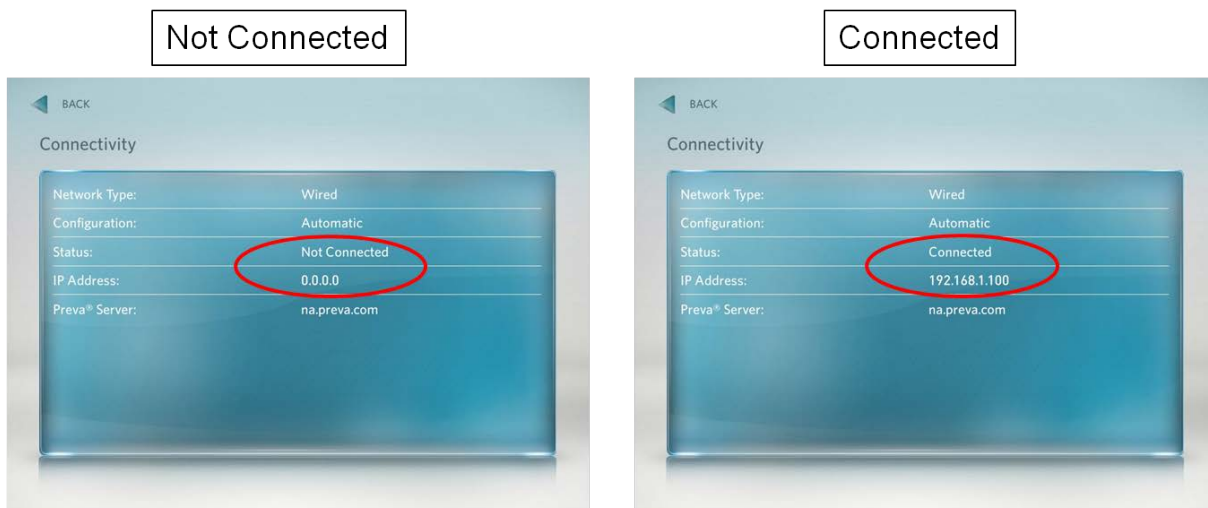 Not Connected
BACK
Connectivity
Network Type: Wired
Configuration: Automatic
Status: Not Connected
IP Address: 0.0.0.0
Preva® Server: na.preva.com
Connected
BACK
Connectivity
Network Type: Wired
Configuration: Automatic
Status: Connected
IP Address: 192.168.1.100
Preva® Server: na.preva.com